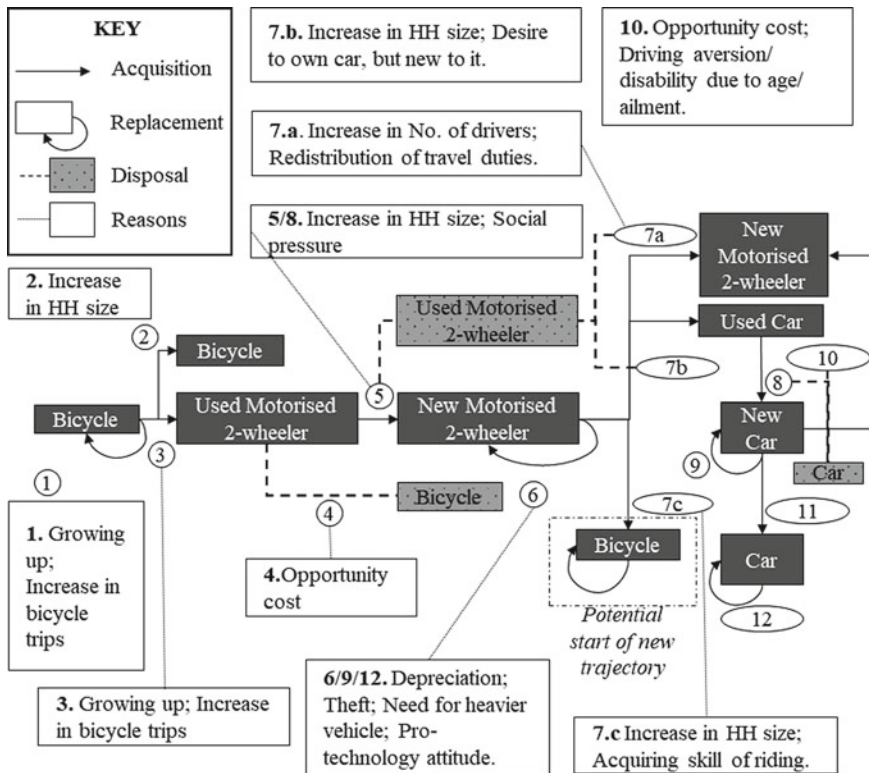 KEY
Acquisition
Replacement
Disposal
Reasons
7.b. Increase in HH size; Desire
to own car, but new to it.
10. Opportunity cost;
Driving aversion/
disability due to age/
ailment.
7.a. Increase in No. of drivers;
Redistribution of travel duties.
5/8. Increase in HH size; Social
pressure
2. Increase
in HH size
7a
New
Motorised
2-wheeler
Used Motorised
2-wheeler
Used Car
2
Bicycle
7b
10
5
8
Bicycle
Used Motorised
2-wheeler
New Motorised
2-wheeler
New
Car
3
9
Car
1
Bicycle
4
6
7c
11
1. Growing
up;
Increase in
bicycle
trips
Bicycle
Car
4.Opportunity
cost
12
Potential
start of new
trajectory
3. Growing up; Increase
in bicycle trips
6/9/12. Depreciation;
Theft; Need for heavier
vehicle; Pro-
technology attitude.
7.c Increase in HH size;
Acquiring skill of riding.